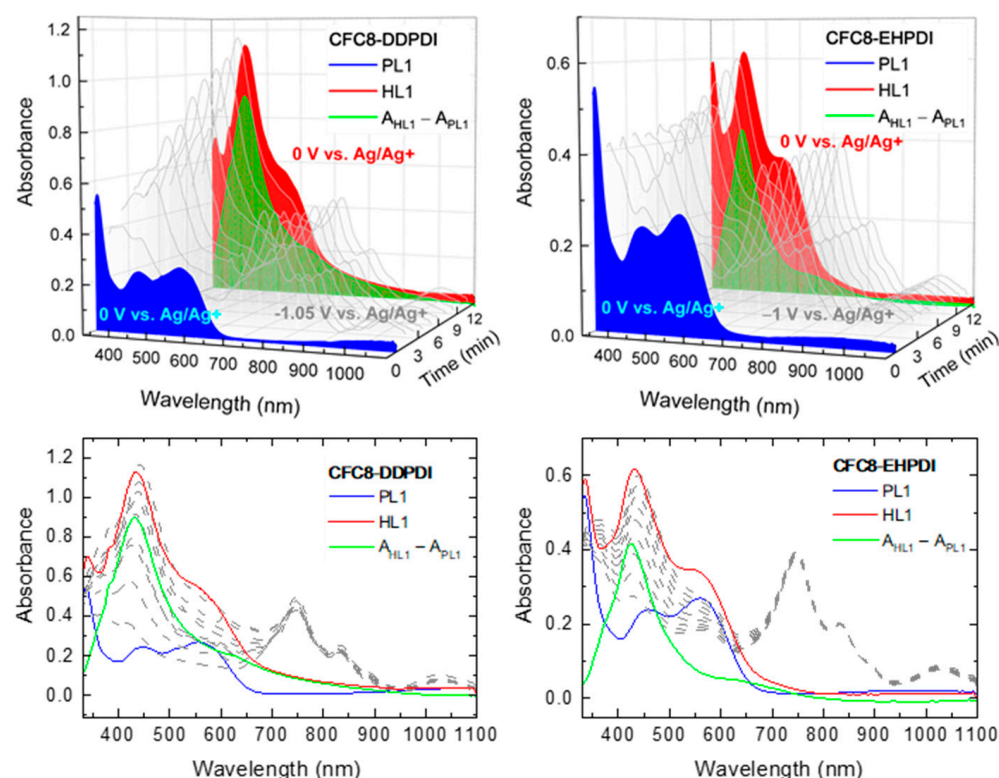 CFC8-DDPDI
PL1
HL1
A_HL1 – A_PL1
0 V vs. Ag/Ag+
0 V vs. Ag/Ag+
-1.05 V vs. Ag/Ag+
Absorbance
1.2
1.0
0.8
0.6
0.4
0.2
0.0
400 500 600 700 800 900 1000
Wavelength (nm)
0 3 6 9 12
Time (min)
CFC8-EHPDI
PL1
HL1
A_HL1 – A_PL1
0 V vs. Ag/Ag+
0 V vs. Ag/Ag+
–1 V vs. Ag/Ag+
Absorbance
0.6
0.4
0.2
0.0
400 500 600 700 800 900 1000
Wavelength (nm)
0 3 6 9 12
Time (min)
CFC8-DDPDI
PL1
HL1
A_HL1 – A_PL1
Absorbance
1.2
1.0
0.8
0.6
0.4
0.2
0.0
400 500 600 700 800 900 1000 1100
Wavelength (nm)
CFC8-EHPDI
PL1
HL1
A_HL1 – A_PL1
Absorbance
0.6
0.4
0.2
0.0
400 500 600 700 800 900 1000 1100
Wavelength (nm)